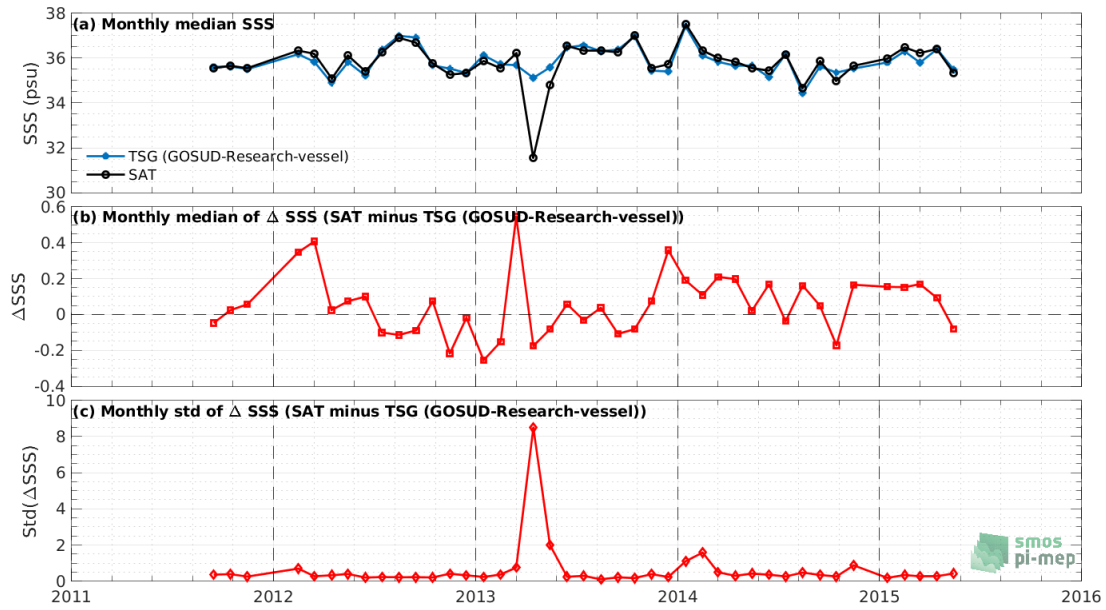 38
36
34
32
30
SSS (psu)
(a) Monthly median SSS
TSG (GOSUD-Research-vessel)
SAT
0.6
0.4
0.2
0
-0.2
-0.4
ΔSSS
(b) Monthly median of Δ SSS (SAT minus TSG (GOSUD-Research-vessel))
10
8
6
4
2
0
Std(ΔSSS)
(c) Monthly std of Δ SSS (SAT minus TSG (GOSUD-Research-vessel))
smos
pi-mep
2011 2012 2013 2014 2015 2016